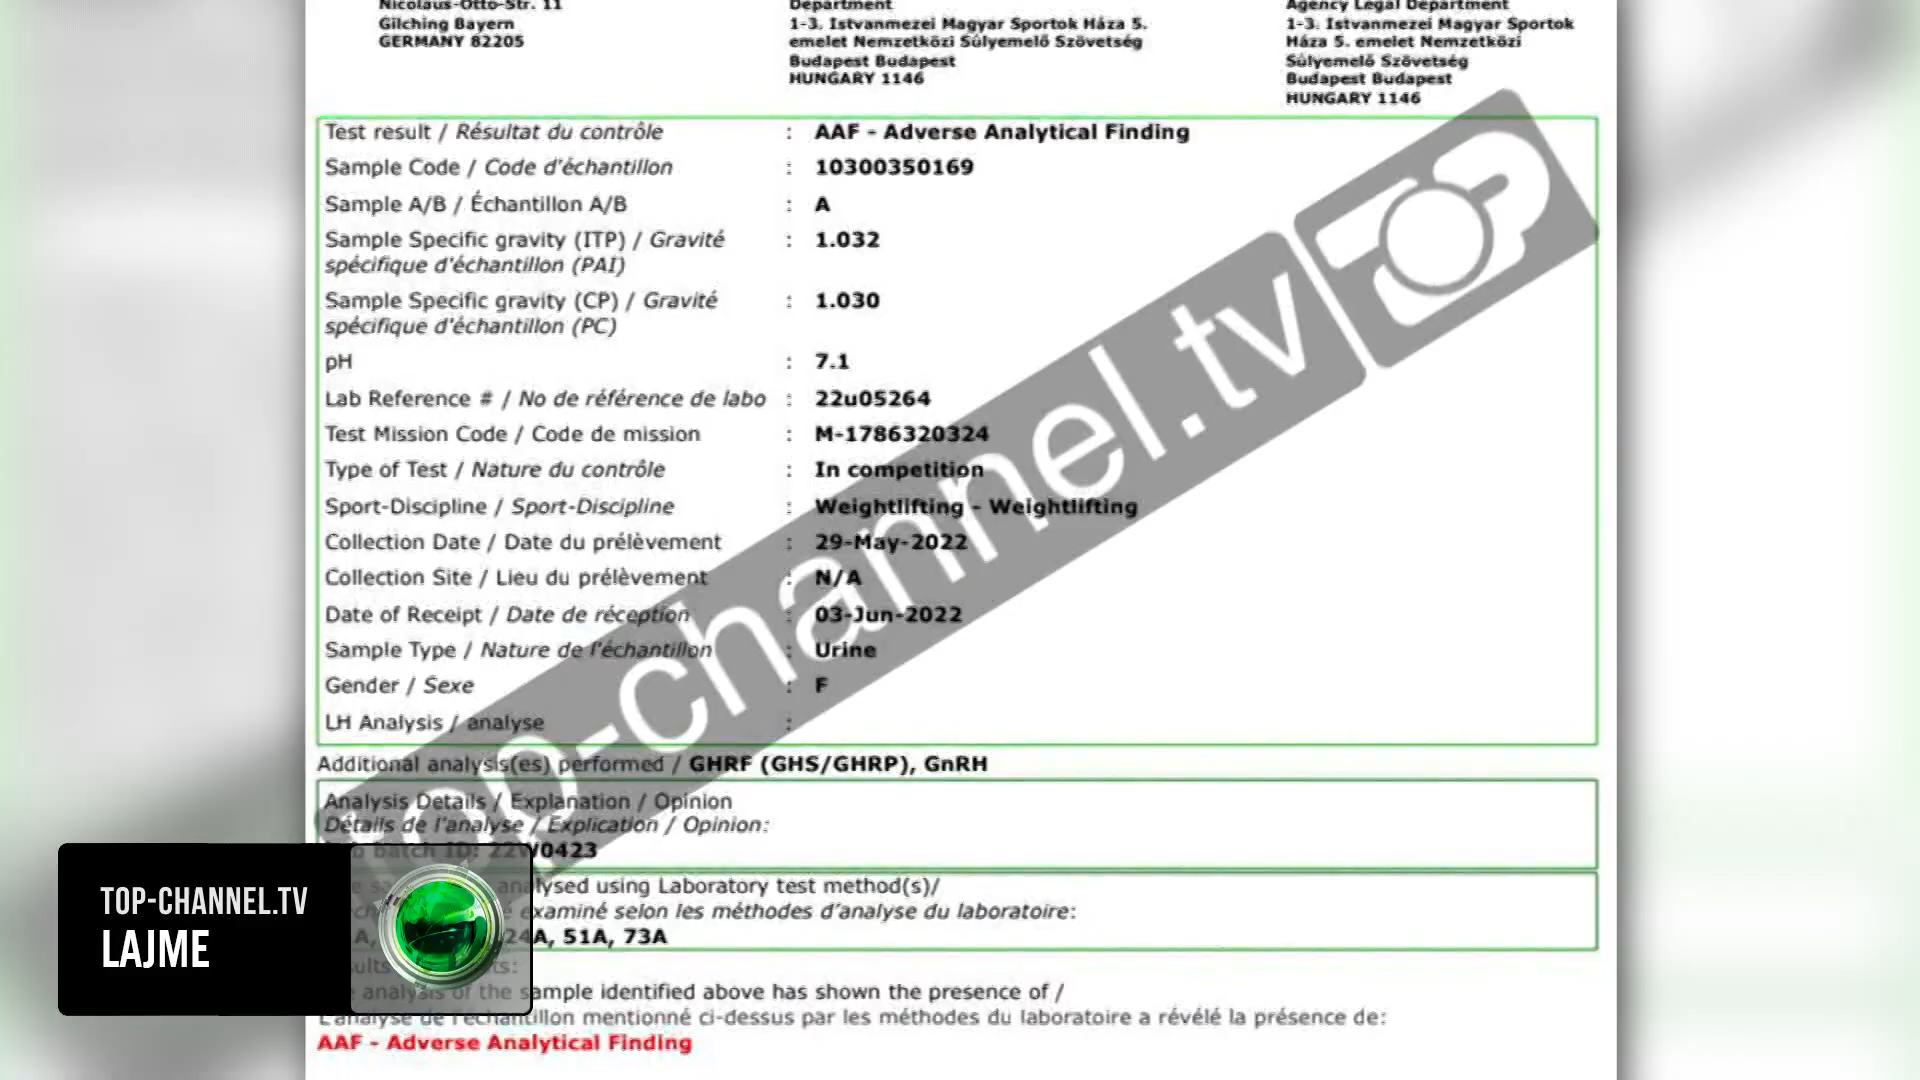 Nicolaus-Otto-Str. 11
Gilching Bayern
GERMANY 82205
Department
1-3. Istvanmezei Magyar Sportok Háza 5.
emelet Nemzetközi Súlyemelő Szövetség
Budapest Budapest
HUNGARY 1146
Agency Legal Department
1-3. Istvanmezei Magyar Sportok
Háza 5. emelet Nemzetközi
Súlyemelő Szövetség
Budapest Budapest
HUNGARY 1146
Test result / Résultat du contrôle : AAF - Adverse Analytical Finding
Sample Code / Code d'échantillon : 10300350169
Sample A/B / Échantillon A/B : A
Sample Specific gravity (ITP) / Gravité : 1.032
spécifique d'échantillon (PAI)
Sample Specific gravity (CP) / Gravité : 1.030
spécifique d'échantillon (PC)
pH : 7.1
Lab Reference # / No de référence de labo : 22u05264
Test Mission Code / Code de mission : M-1786320324
Type of Test / Nature du contrôle : In competition
Sport-Discipline / Sport-Discipline : Weightlifting - Weightlifting
Collection Date / Date du prélèvement : 29-May-2022
Collection Site / Lieu du prélèvement : N/A
Date of Receipt / Date de réception : 03-Jun-2022
Sample Type / Nature de l'échantillon : Urine
Gender / Sexe : F
LH Analysis / analyse :
Additional analysis(es) performed / GHRF (GHS/GHRP), GnRH
Analysis Details / Explanation / Opinion
Détails de l'analyse / Explication / Opinion:
batch ID: 22W0423
analysed using Laboratory test method(s)/
examiné selon les méthodes d'analyse du laboratoire:
24A, 51A, 73A
analysis of the sample identified above has shown the presence of /
L'analyse de l'échantillon mentionné ci-dessus par les méthodes du laboratoire a révélé la présence de:
AAF - Adverse Analytical Finding
top-channel.tv
TOP
TOP-CHANNEL.TV
LAJME